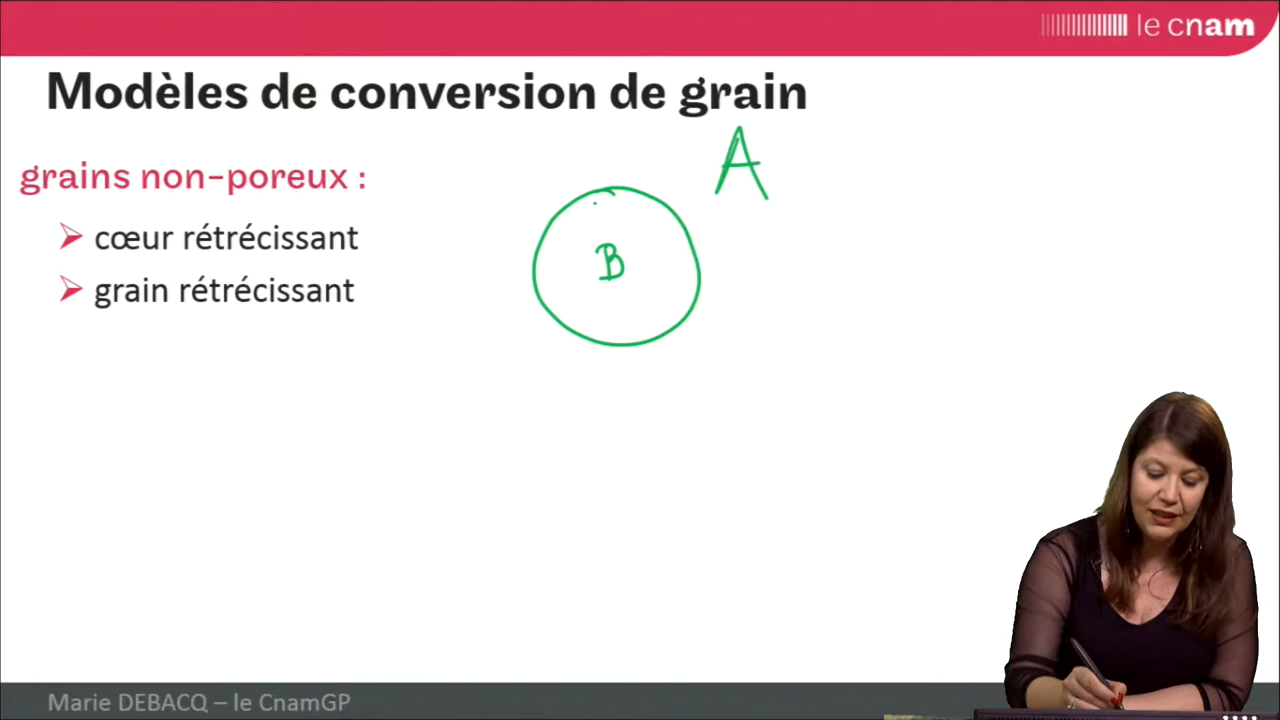 le cnam
Modèles de conversion de grain
A
grains non-poreux :
cœur rétrécissant
B
grain rétrécissant
Marie DEBACQ – le CnamGP